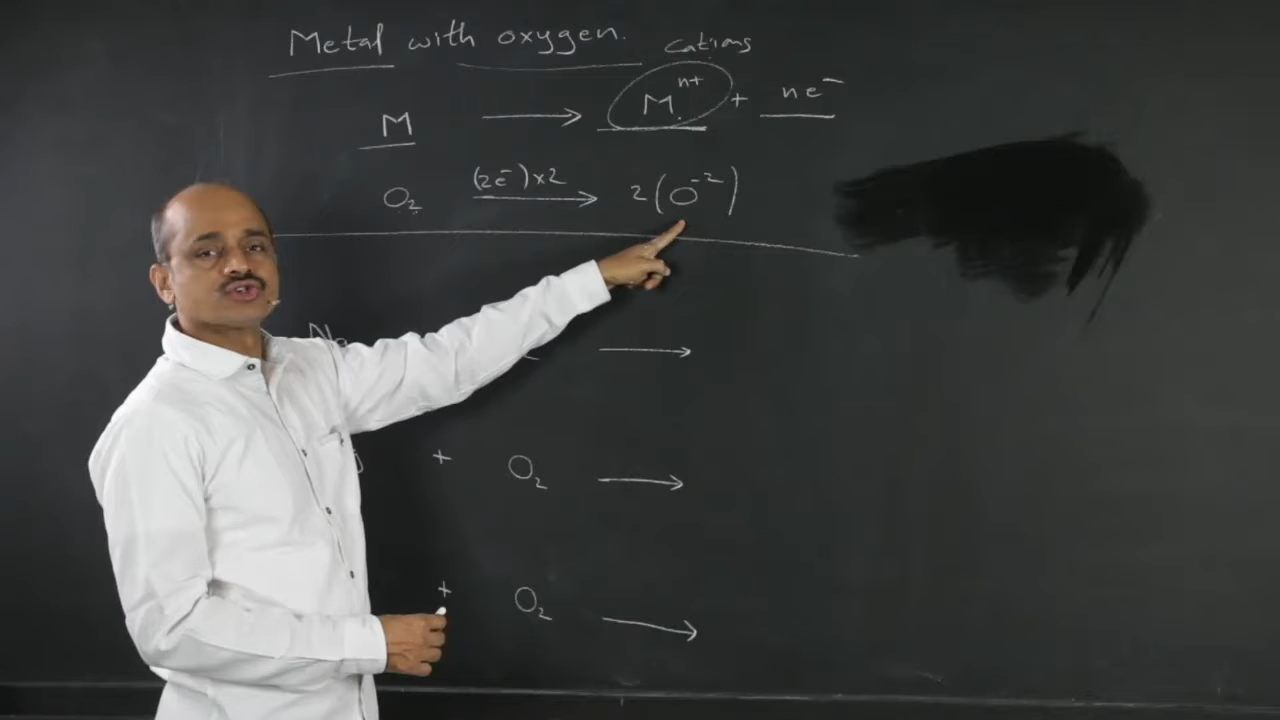 Metal with oxygen.
cations
M ⟶ Mⁿ⁺ + ne⁻
O₂ (2e⁻)×2 ⟶ 2(O⁻²)
⟶
+ O₂ ⟶
+ O₂ ⟶